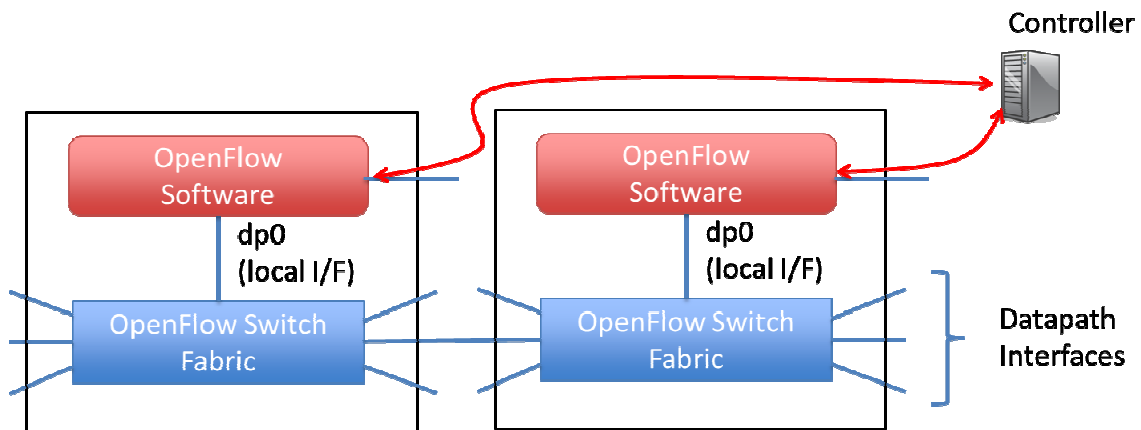 Controller
OpenFlow
Software
OpenFlow
Software
dp0
(local I/F)
dp0
(local I/F)
OpenFlow Switch
Fabric
OpenFlow Switch
Fabric
Datapath
Interfaces